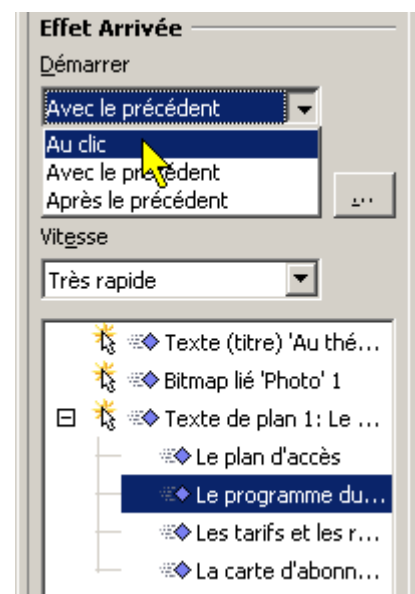 Effet Arrivée
Démarrer
Avec le précédent
Au clic
Avec le précédent
Après le précédent
...
Vitesse
Très rapide
Texte (titre) 'Au thé...
Bitmap lié 'Photo' 1
Texte de plan 1: Le ...
Le plan d'accès
Le programme du...
Les tarifs et les r...
La carte d'abonn...